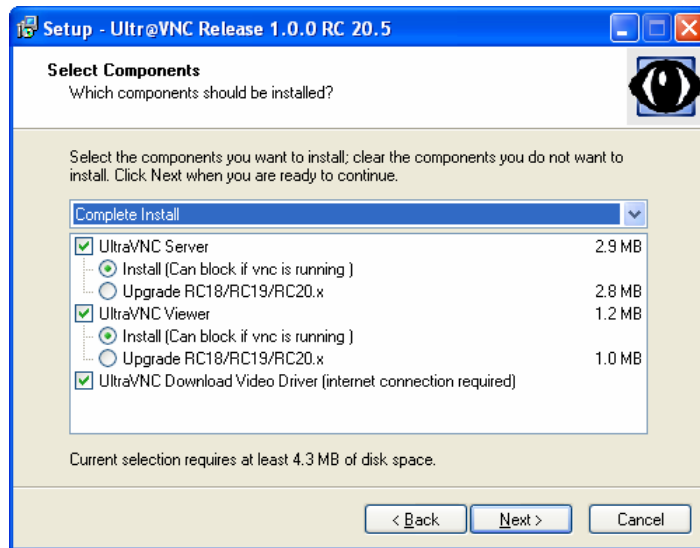 Setup - Ultr@VNC Release 1.0.0 RC 20.5
Select Components
Which components should be installed?
Select the components you want to install; clear the components you do not want to
install. Click Next when you are ready to continue.
Complete Install
UltraVNC Server 2.9 MB
Install (Can block if vnc is running )
Upgrade RC18/RC19/RC20.x 2.8 MB
UltraVNC Viewer 1.2 MB
Install (Can block if vnc is running )
Upgrade RC18/RC19/RC20.x 1.0 MB
UltraVNC Download Video Driver (internet connection required)
Current selection requires at least 4.3 MB of disk space.
< Back Next > Cancel